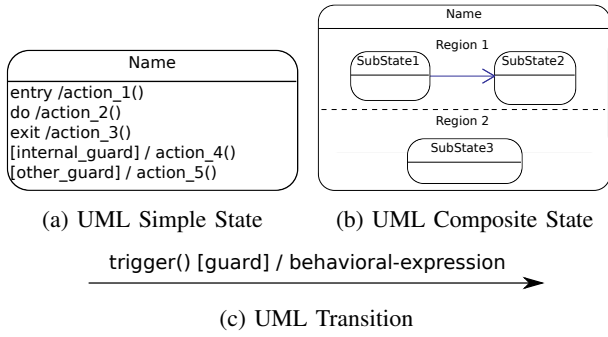 Name
entry /action_1()
do /action_2()
exit /action_3()
[internal_guard] / action_4()
[other_guard] / action_5()
(a) UML Simple State
Name
Region 1
SubState1
SubState2
Region 2
SubState3
(b) UML Composite State
trigger() [guard] / behavioral-expression
(c) UML Transition